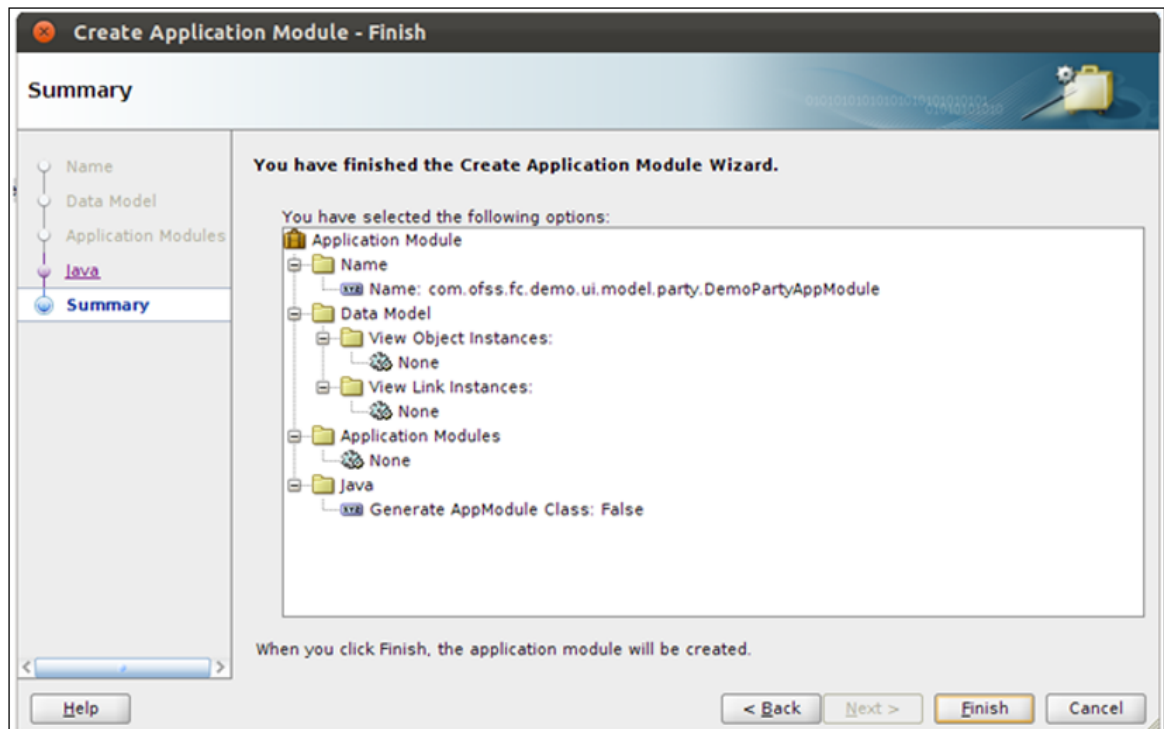 Create Application Module - Finish
Summary
Name
Data Model
Application Modules
Java
Summary
You have finished the Create Application Module Wizard.
You have selected the following options:
Application Module
Name
Name: com.ofss.fc.demo.ui.model.party.DemoPartyAppModule
Data Model
View Object Instances:
None
View Link Instances:
None
Application Modules
None
Java
Generate AppModule Class: False
When you click Finish, the application module will be created.
Help
< Back
Next >
Finish
Cancel